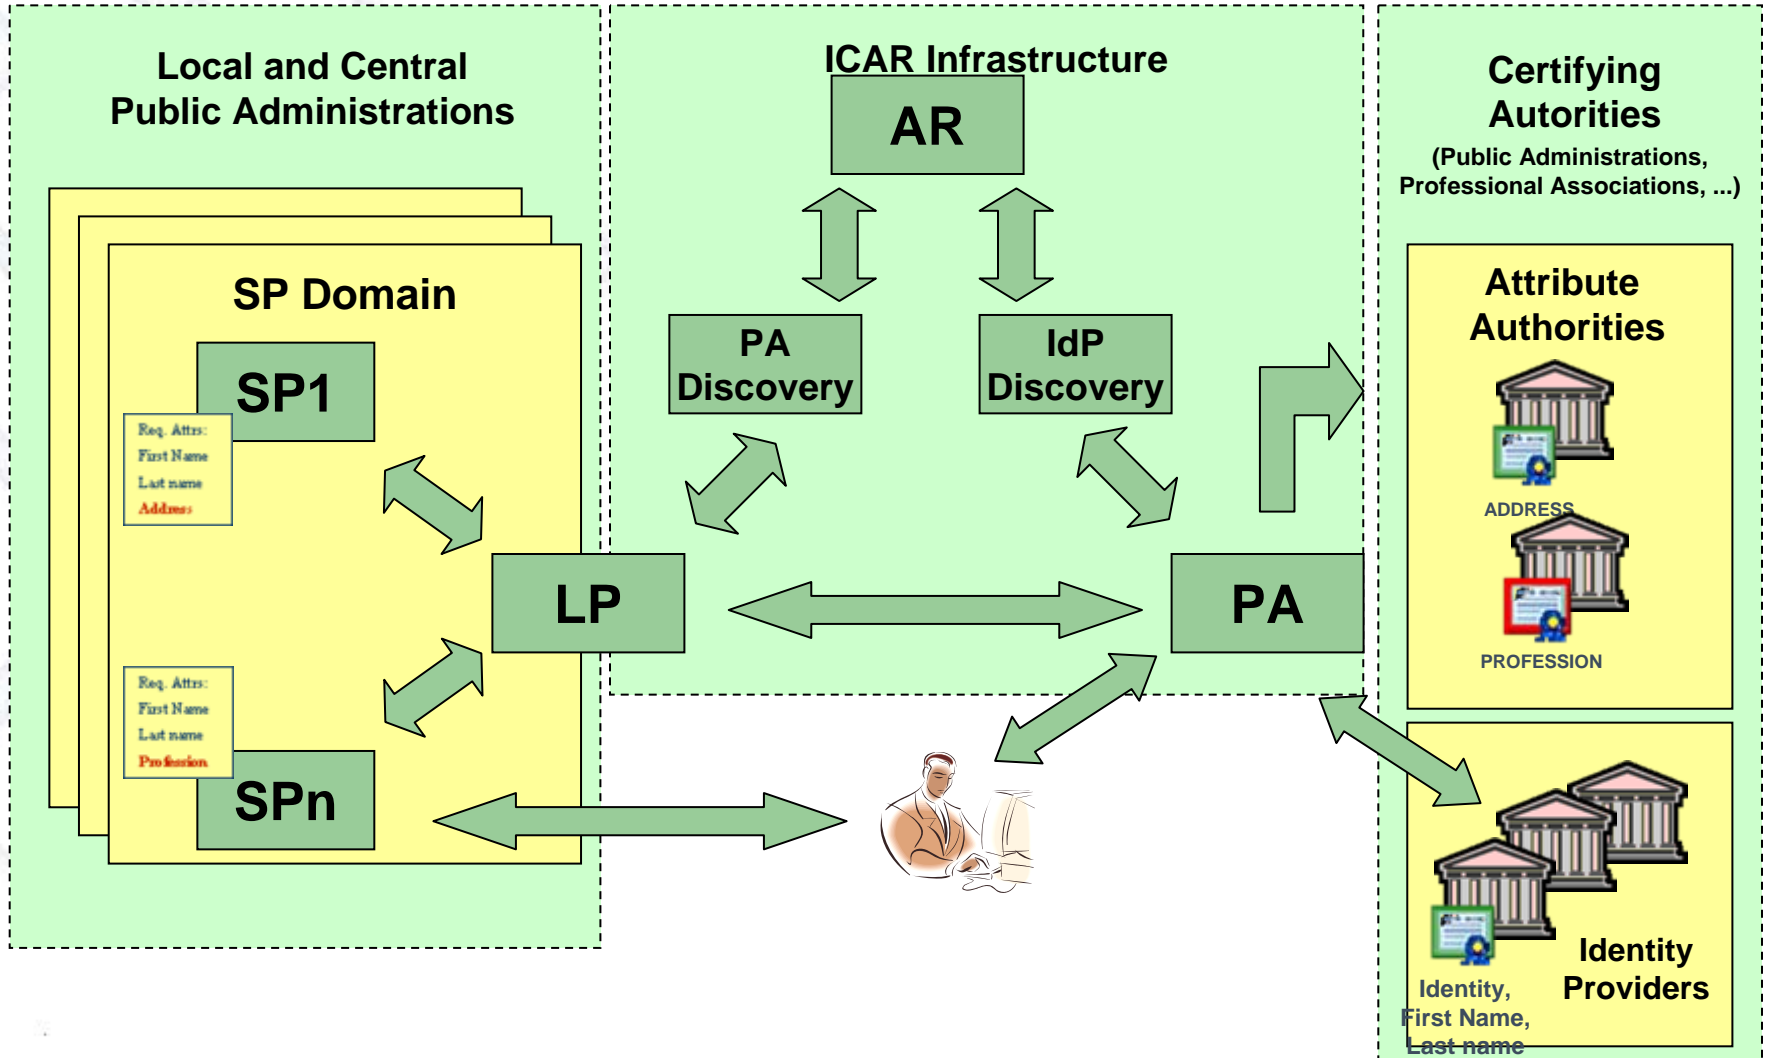 Local and Central
Public Administrations
SP Domain
SP1
Req. Attrs:
First Name
Last name
Address
Req. Attrs:
First Name
Last name
Profession
SPn
LP
ICAR Infrastructure
AR
PA
Discovery
IdP
Discovery
PA
Certifying
Autorities
(Public Administrations,
Professional Associations, ...)
Attribute
Authorities
ADDRESS
PROFESSION
Identity
Providers
Identity,
First Name,
Last name